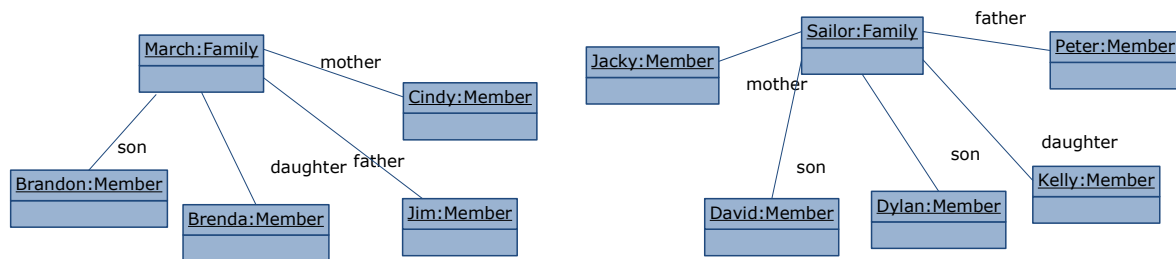 March:Family
mother
Cindy:Member
son
daughter
father
Brandon:Member
Brenda:Member
Jim:Member
Sailor:Family
father
Jacky:Member
Peter:Member
mother
son
son
daughter
David:Member
Dylan:Member
Kelly:Member